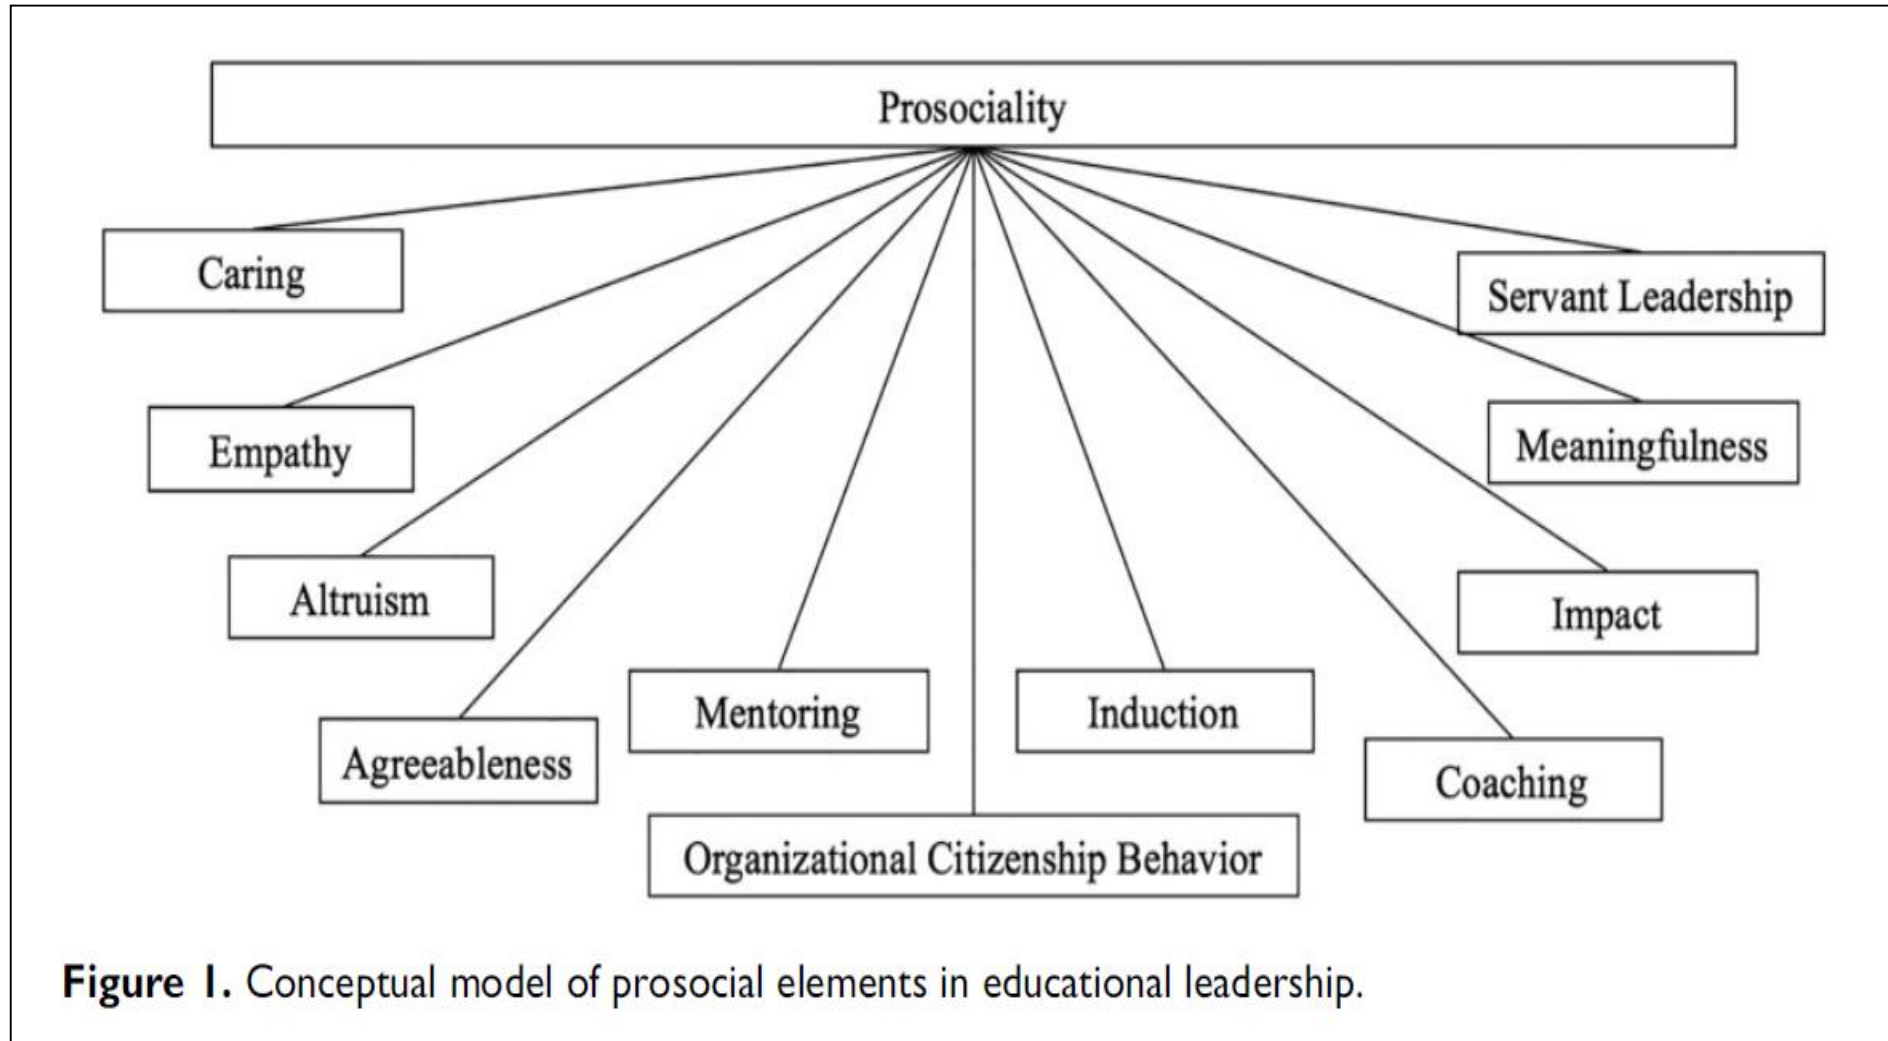 Prosociality
Caring
Servant Leadership
Empathy
Meaningfulness
Altruism
Impact
Mentoring
Induction
Agreeableness
Coaching
Organizational Citizenship Behavior
Figure 1. Conceptual model of prosocial elements in educational leadership.